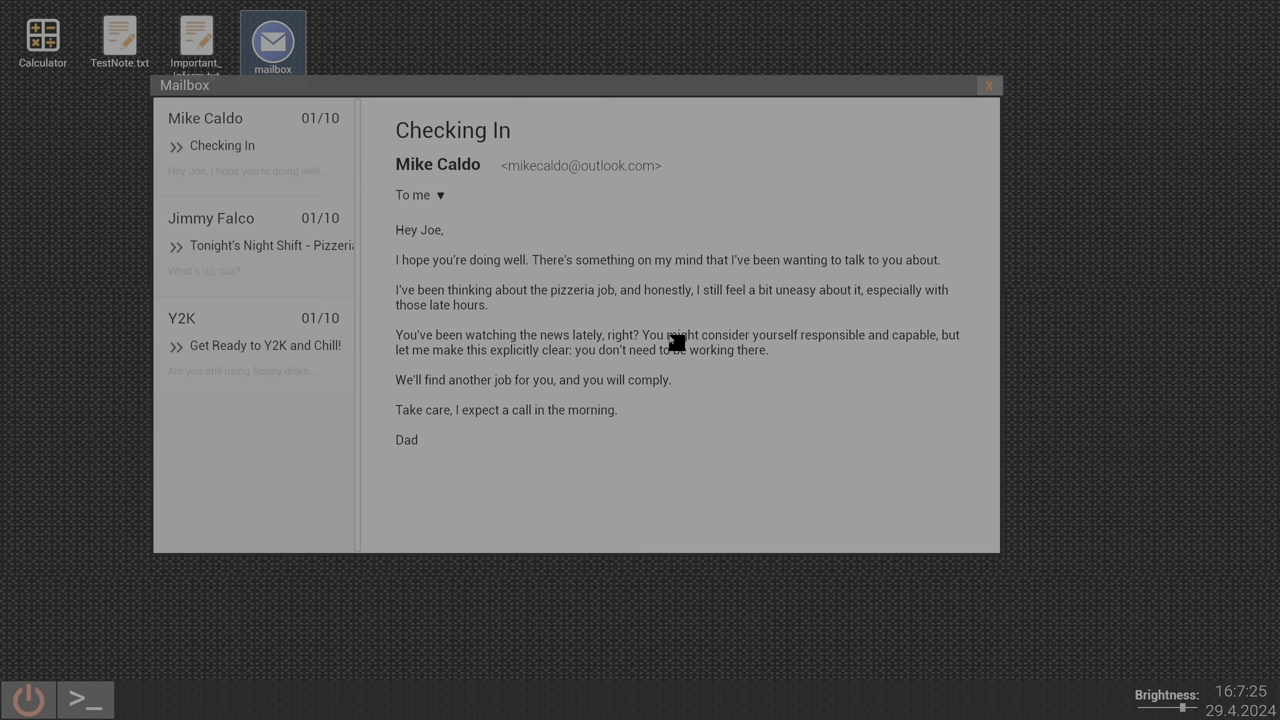 Calculator
TestNote.txt
Important_
mailbox
Mailbox
X
Mike Caldo 01/10
Checking In
Hey Joe, I hope you're doing well...
Jimmy Falco 01/10
Tonight's Night Shift - Pizzeria
What's up, cuz?
Y2K 01/10
Get Ready to Y2K and Chill!
Are you still using floppy disks...
Checking In
Mike Caldo <mikecaldo@outlook.com>
To me ▼
Hey Joe,
I hope you're doing well. There's something on my mind that I've been wanting to talk to you about.
I've been thinking about the pizzeria job, and honestly, I still feel a bit uneasy about it, especially with
those late hours.
You've been watching the news lately, right? You might consider yourself responsible and capable, but
let me make this explicitly clear: you don't need to be working there.
We'll find another job for you, and you will comply.
Take care, I expect a call in the morning.
Dad
>_
Brightness:
16:7:25
29.4.2024